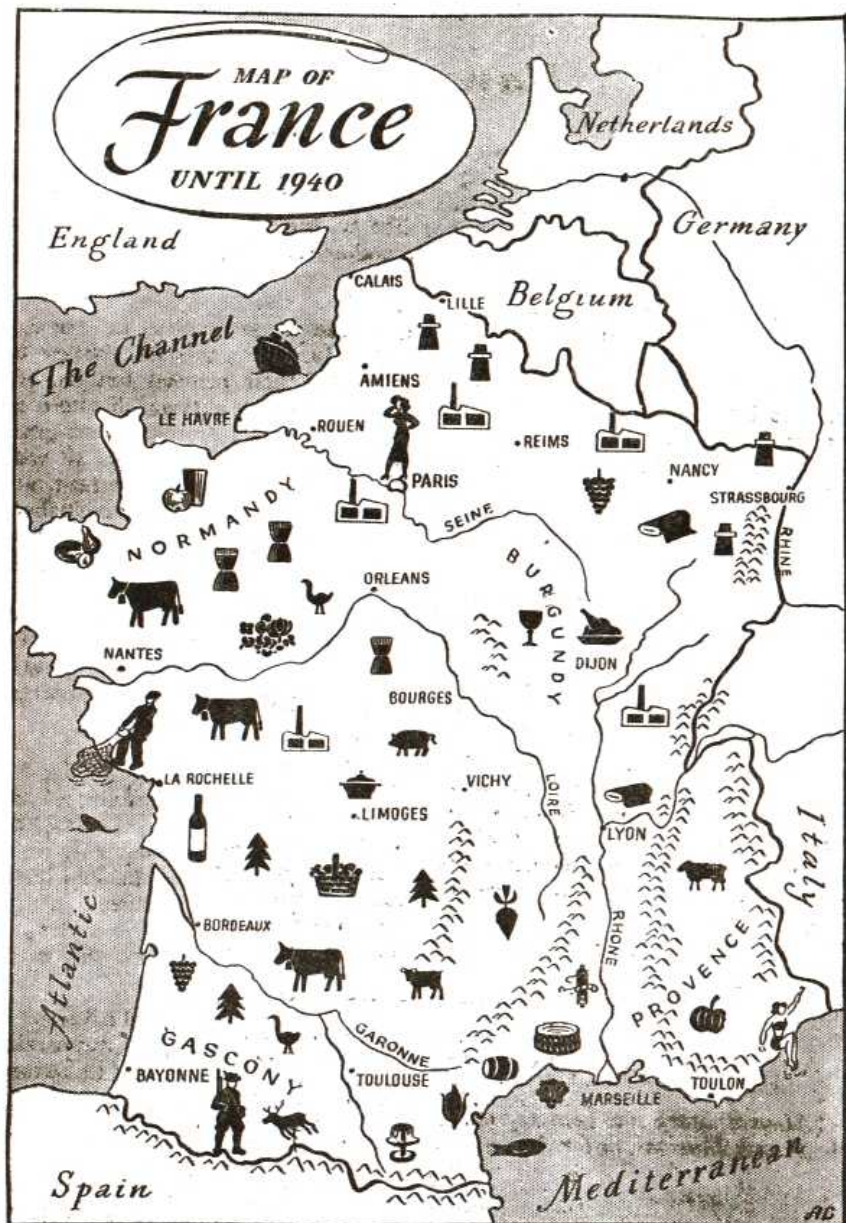 MAP OF
France
UNTIL 1940
Netherlands
England
Germany
CALAIS
LILLE
Belgium
The Channel
AMIENS
LE HAVRE
ROUEN
REIMS
PARIS
NANCY
STRASSBOURG
NORMANDY
SEINE
RHINE
BURGUNDY
ORLEANS
NANTES
DIJON
BOURGES
LA ROCHELLE
VICHY
LOIRE
LIMOGES
LYON
Italy
BORDEAUX
RHONE
Atlantic
PROVENCE
GASCONY
GARONNE
BAYONNE
TOULOUSE
MARSEILLE
TOULON
Spain
Mediterranean